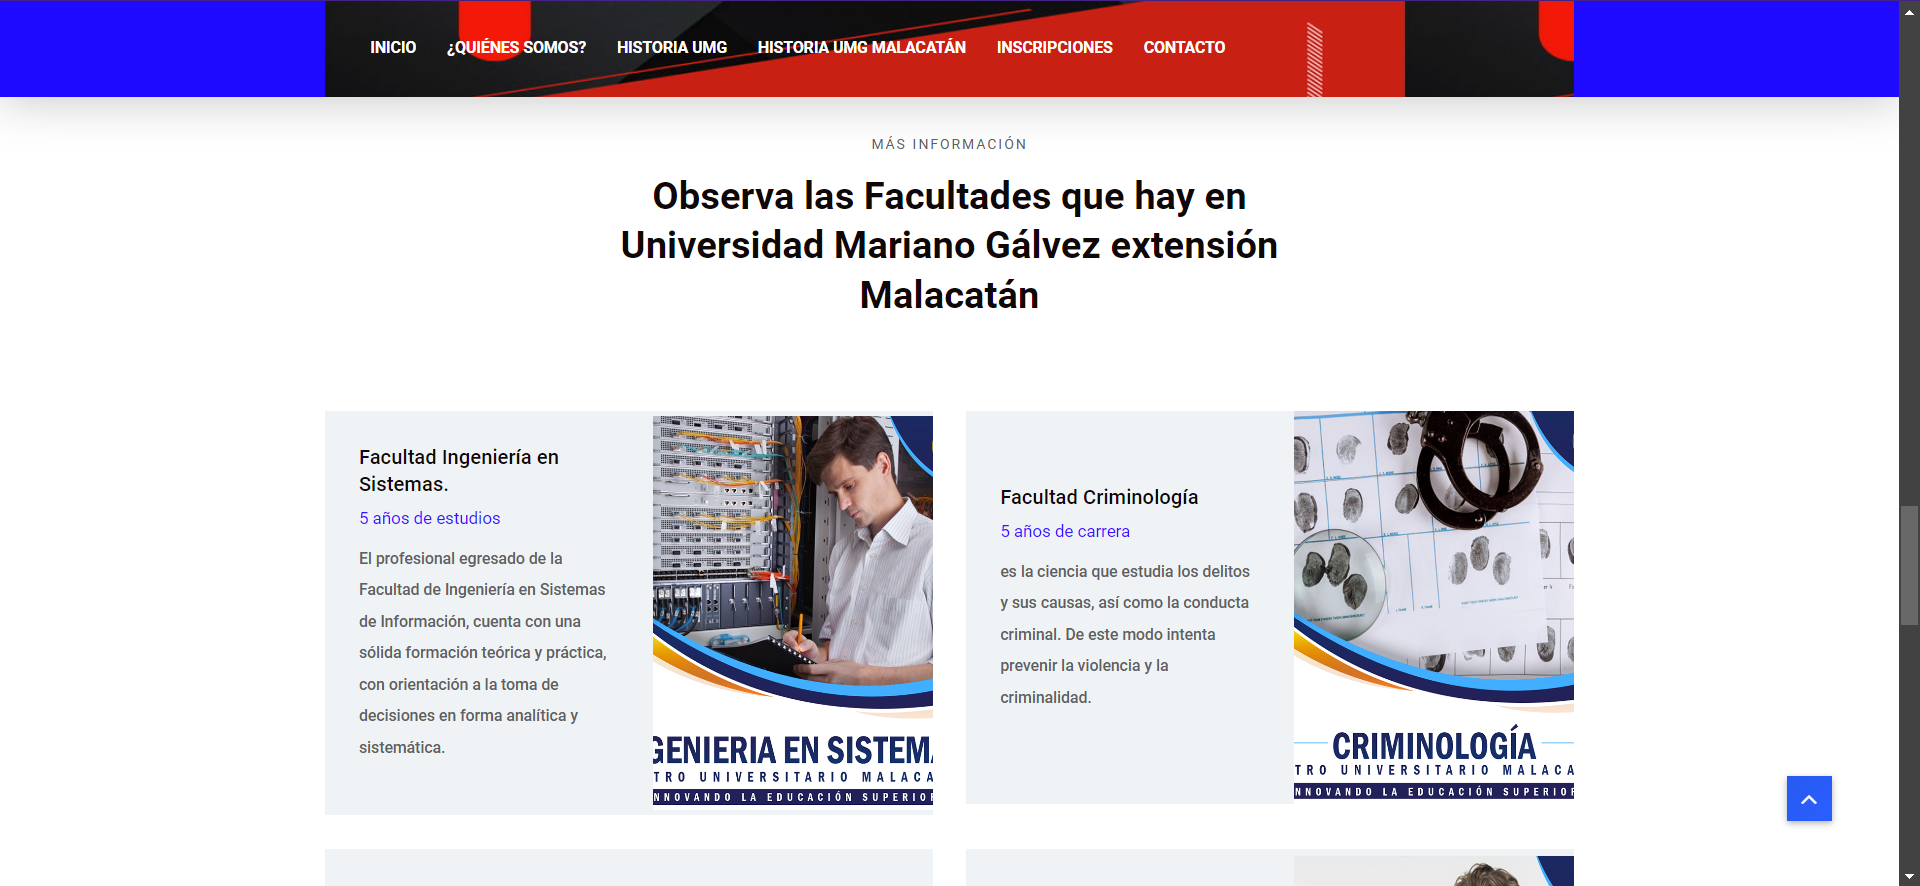 INICIO ¿QUIÉNES SOMOS? HISTORIA UMG HISTORIA UMG MALACATÁN INSCRIPCIONES CONTACTO
MÁS INFORMACIÓN
Observa las Facultades que hay en
Universidad Mariano Gálvez extensión
Malacatán
Facultad Ingeniería en
Sistemas.
5 años de estudios
El profesional egresado de la
Facultad de Ingeniería en Sistemas
de Información, cuenta con una
sólida formación teórica y práctica,
con orientación a la toma de
decisiones en forma analítica y
sistemática.
GENIERIA EN SISTEMA
TRO UNIVERSITARIO MALACA
NNOVANDO LA EDUCACIÓN SUPERIOR
Facultad Criminología
5 años de carrera
es la ciencia que estudia los delitos
y sus causas, así como la conducta
criminal. De este modo intenta
prevenir la violencia y la
criminalidad.
CRIMINOLOGÍA
TRO UNIVERSITARIO MALACA
NNOVANDO LA EDUCACIÓN SUPERIOR